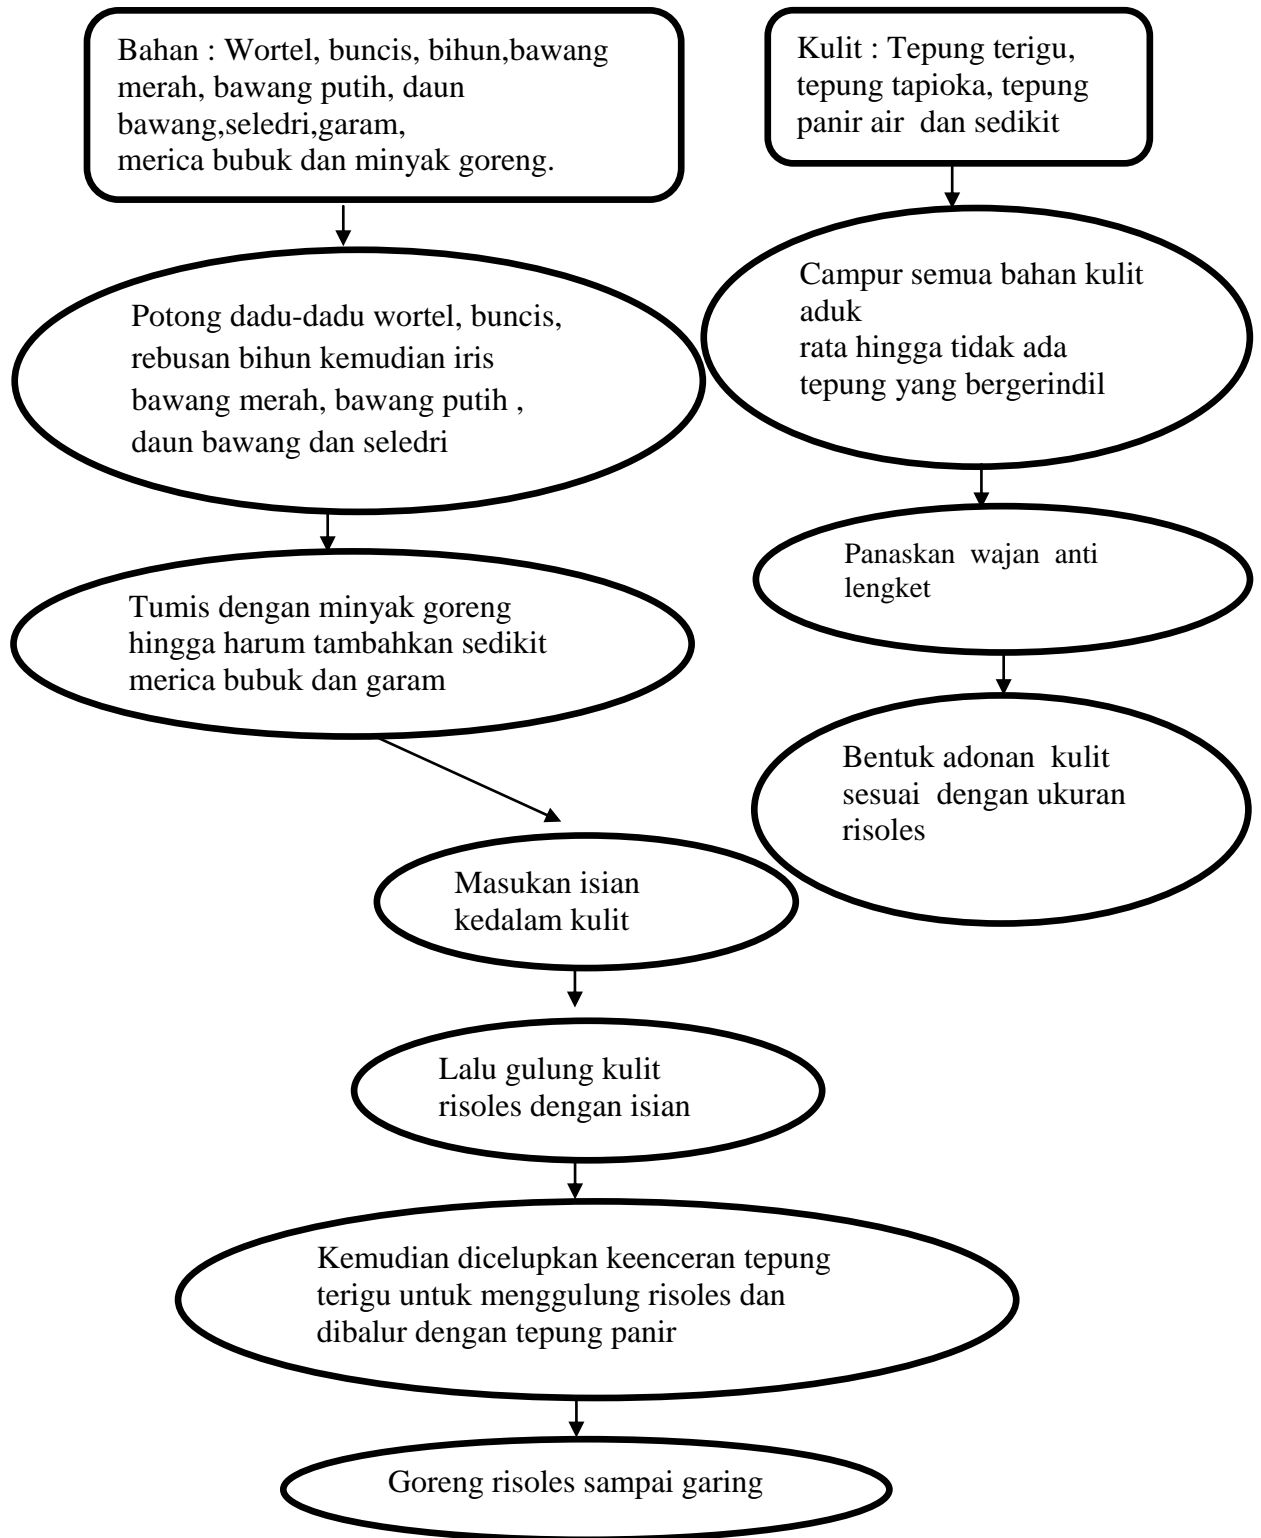 Bahan : Wortel, buncis, bihun,bawang
merah, bawang putih, daun
bawang,seledri,garam,
merica bubuk dan minyak goreng.
Kulit : Tepung terigu,
tepung tapioka, tepung
panir air dan sedikit
Potong dadu-dadu wortel, buncis,
rebusan bihun kemudian iris
bawang merah, bawang putih ,
daun bawang dan seledri
Campur semua bahan kulit
aduk
rata hingga tidak ada
tepung yang bergerindil
Tumis dengan minyak goreng
hingga harum tambahkan sedikit
merica bubuk dan garam
Panaskan wajan anti
lengket
Bentuk adonan kulit
sesuai dengan ukuran
risoles
Masukan isian
kedalam kulit
Lalu gulung kulit
risoles dengan isian
Kemudian dicelupkan keenceran tepung
terigu untuk menggulung risoles dan
dibalur dengan tepung panir
Goreng risoles sampai garing